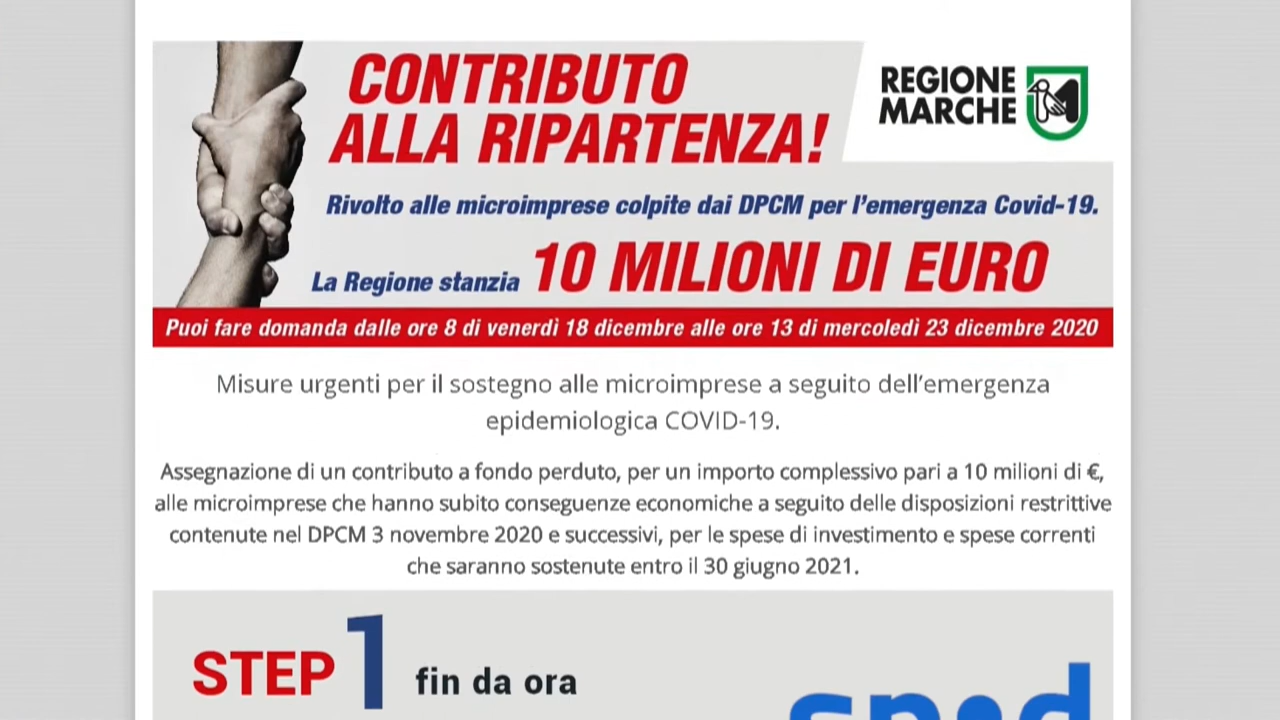 CONTRIBUTO
ALLA RIPARTENZA!
REGIONE
MARCHE
Rivolto alle microimprese colpite dai DPCM per l'emergenza Covid-19.
La Regione stanzia 10 MILIONI DI EURO
Puoi fare domanda dalle ore 8 di venerdì 18 dicembre alle ore 13 di mercoledì 23 dicembre 2020
Misure urgenti per il sostegno alle microimprese a seguito dell'emergenza
epidemiologica COVID-19.
Assegnazione di un contributo a fondo perduto, per un importo complessivo pari a 10 milioni di €,
alle microimprese che hanno subito conseguenze economiche a seguito delle disposizioni restrittive
contenute nel DPCM 3 novembre 2020 e successivi, per le spese di investimento e spese correnti
che saranno sostenute entro il 30 giugno 2021.
STEP 1 fin da ora
sp:d